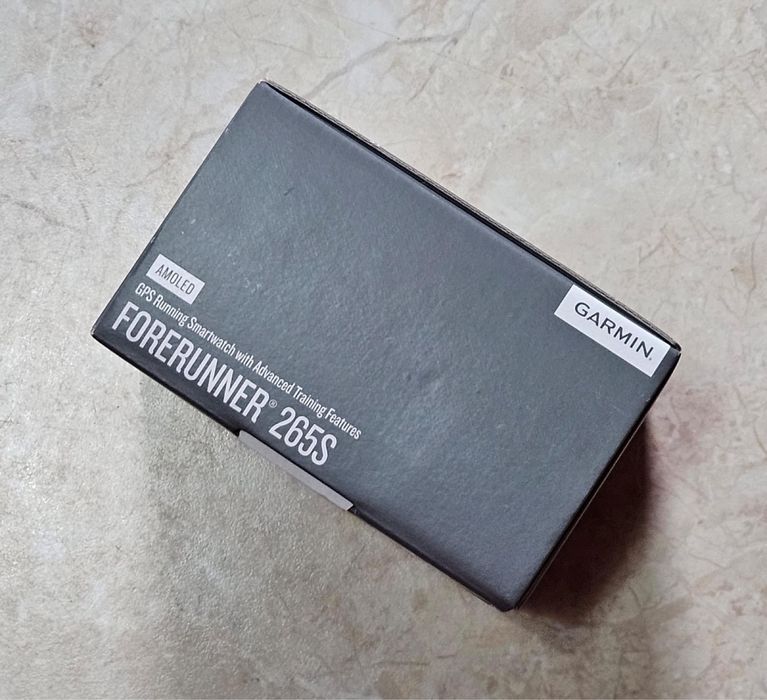 AMOLED
GPS Running Smartwatch with Advanced Training Features
FORERUNNER® 265S
GARMIN.